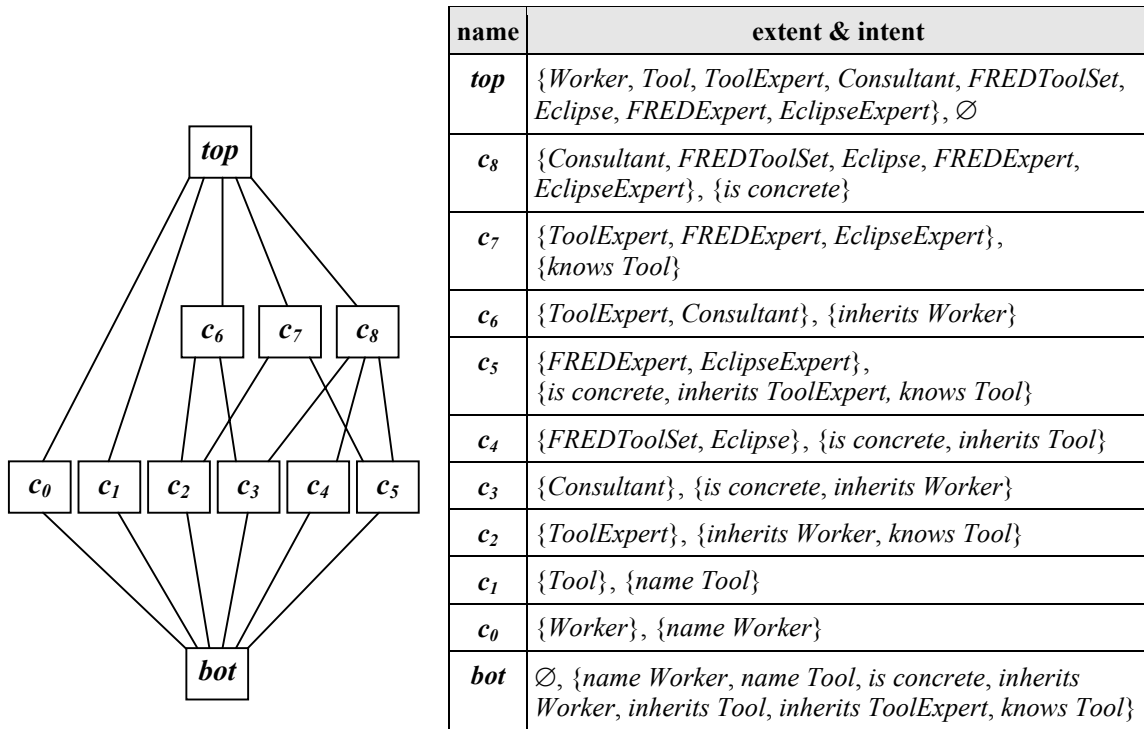 top
c6 c7 c8
c0 c1 c2 c3 c4 c5
bot
name extent & intent
top {Worker, Tool, ToolExpert, Consultant, FREDToolSet,
Eclipse, FREDExpert, EclipseExpert}, ∅
c8 {Consultant, FREDToolSet, Eclipse, FREDExpert,
EclipseExpert}, {is concrete}
c7 {ToolExpert, FREDExpert, EclipseExpert},
{knows Tool}
c6 {ToolExpert, Consultant}, {inherits Worker}
c5 {FREDExpert, EclipseExpert},
{is concrete, inherits ToolExpert, knows Tool}
c4 {FREDToolSet, Eclipse}, {is concrete, inherits Tool}
c3 {Consultant}, {is concrete, inherits Worker}
c2 {ToolExpert}, {inherits Worker, knows Tool}
c1 {Tool}, {name Tool}
c0 {Worker}, {name Worker}
bot ∅, {name Worker, name Tool, is concrete, inherits
Worker, inherits Tool, inherits ToolExpert, knows Tool}